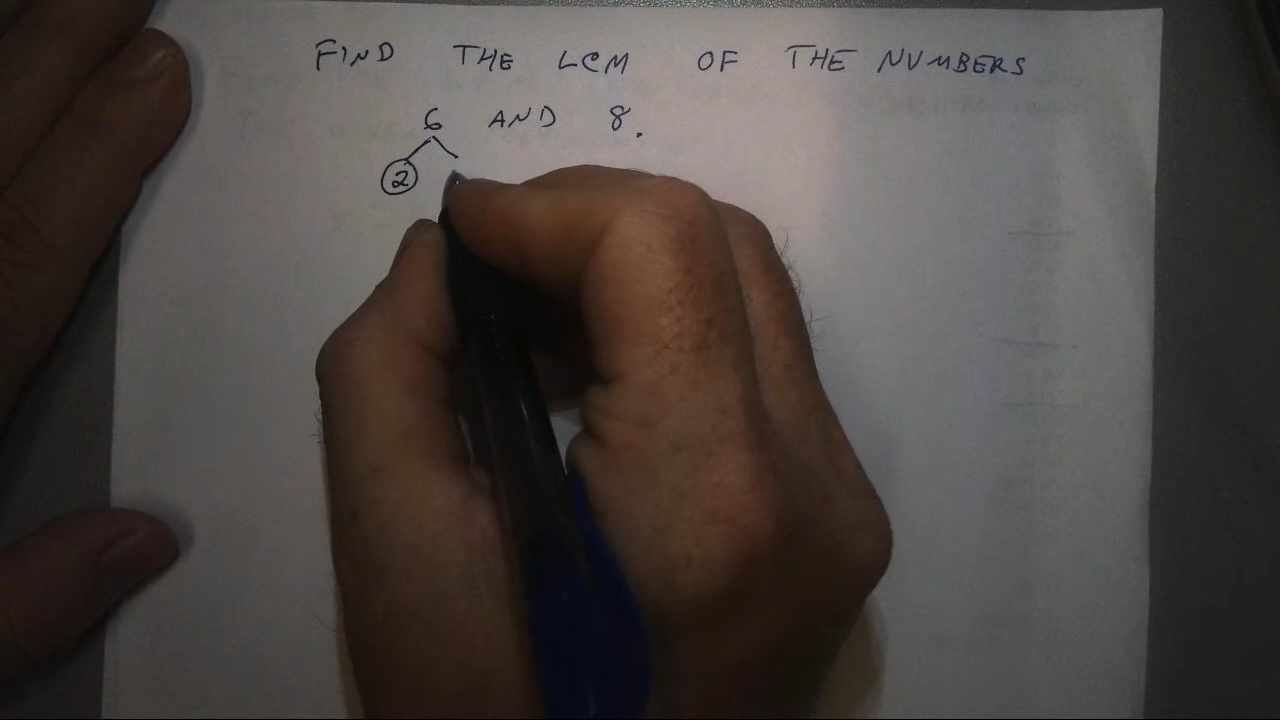 FIND THE LCM OF THE NUMBERS
6 AND 8.
2